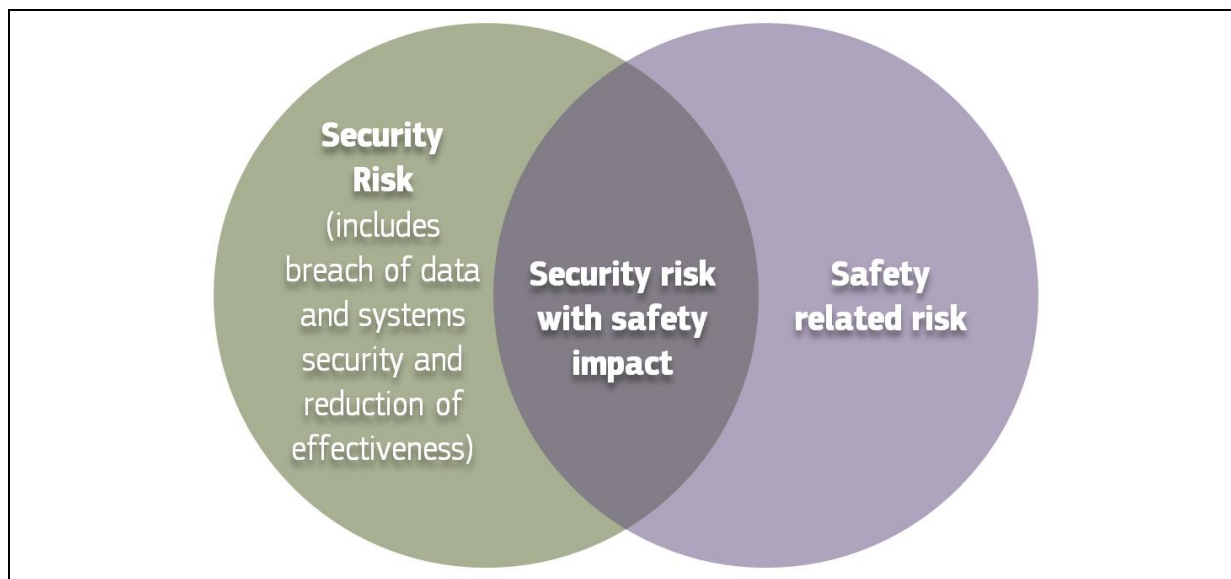 Security
Risk
(includes
breach of data
and systems
security and
reduction of
effectiveness)
Security risk
with safety
impact
Safety
related risk